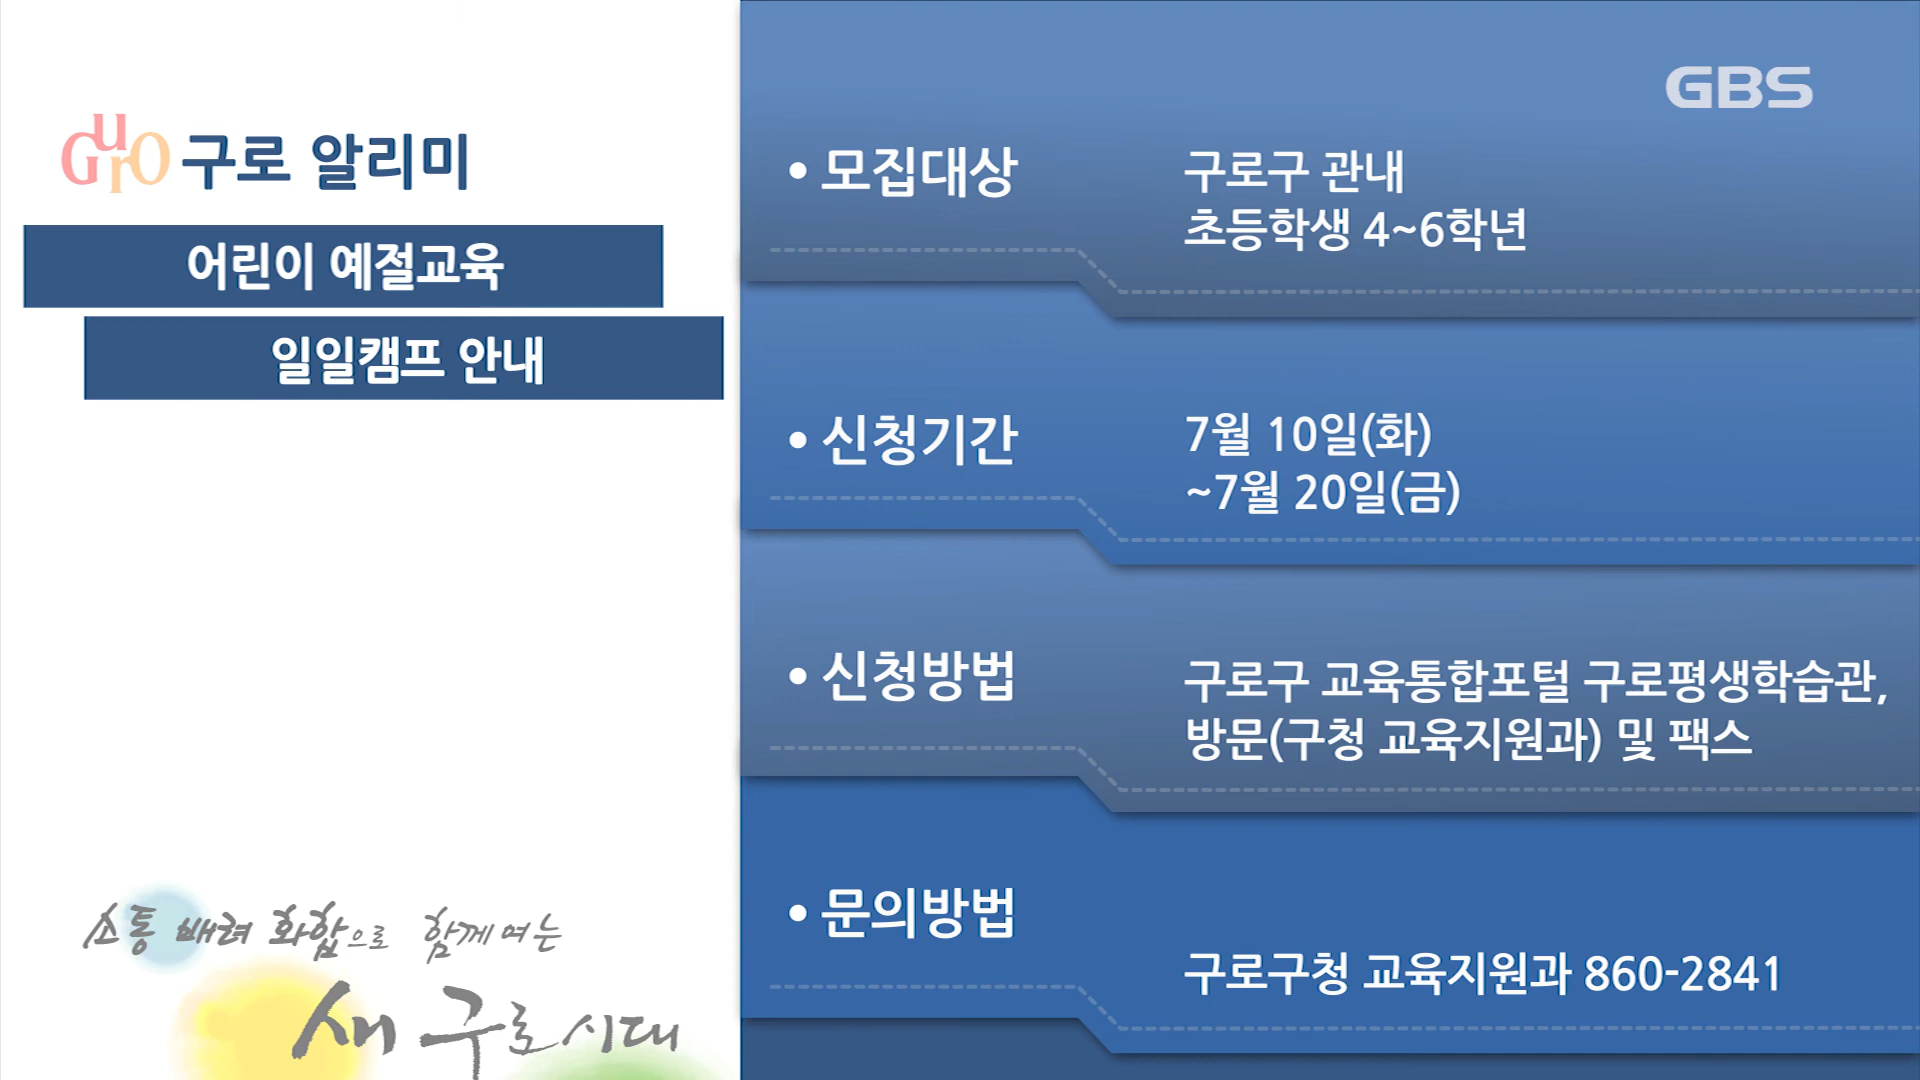 GurO 구로 알리미
어린이 예절교육
일일캠프 안내
소통 배려 화합으로 함께 여는
새 구로시대
GBS
• 모집대상
구로구 관내
초등학생 4~6학년
• 신청기간
7월 10일(화)
~7월 20일(금)
• 신청방법
구로구 교육통합포털 구로평생학습관,
방문(구청 교육지원과) 및 팩스
• 문의방법
구로구청 교육지원과 860-2841